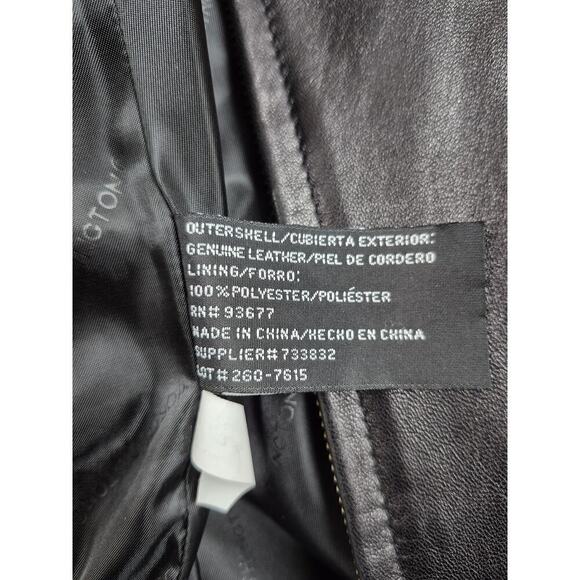 OUTERSHELL/CUBIERTA EXTERIOR:
GENUINE LEATHER/PIEL DE CORDERO
LINING/FORRO:
100% POLYESTER/POLIÉSTER
RN# 93677
MADE IN CHINA/HECHO EN CHINA
SUPPLIER# 733832
LOT# 260-7615